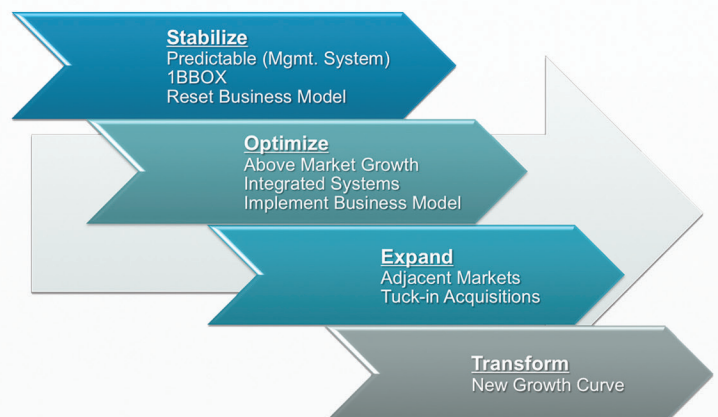 Stabilize
Predictable (Mgmt. System)
1BBOX
Reset Business Model
Optimize
Above Market Growth
Integrated Systems
Implement Business Model
Expand
Adjacent Markets
Tuck-in Acquisitions
Transform
New Growth Curve